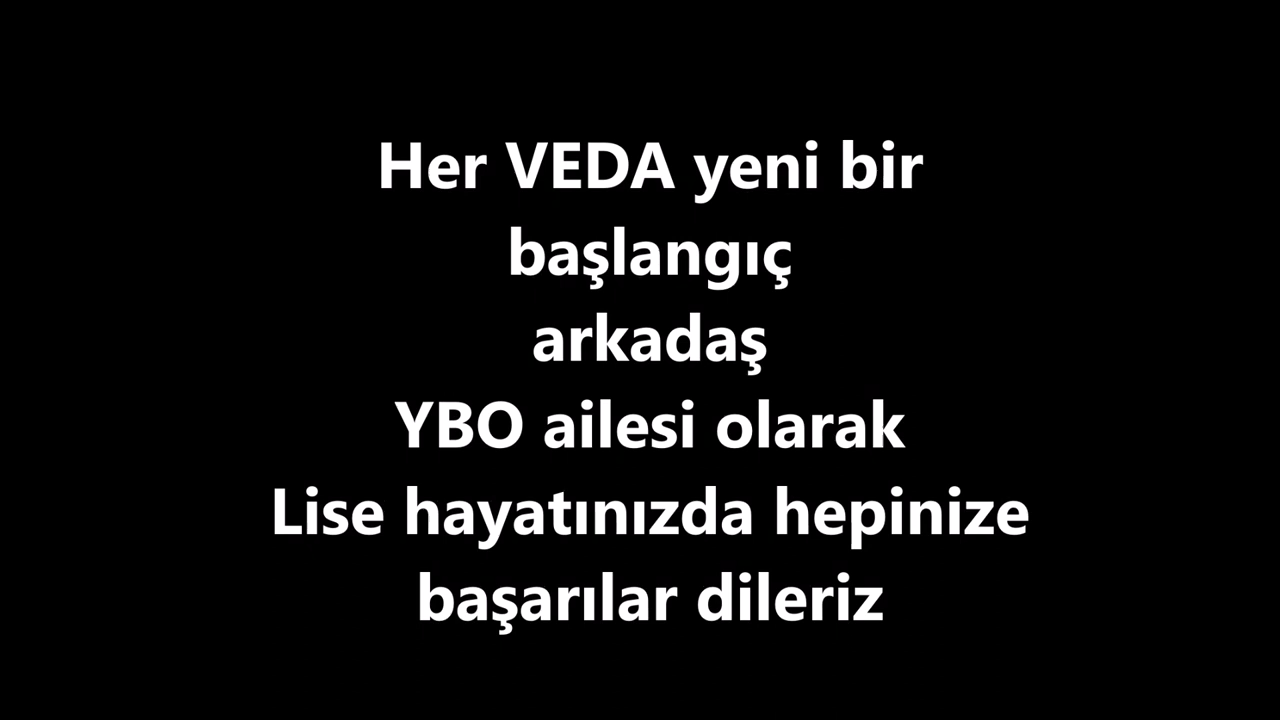 Her VEDA yeni bir
başlangıç
arkadaş
YBO ailesi olarak
Lise hayatınızda hepinize
başarılar dileriz